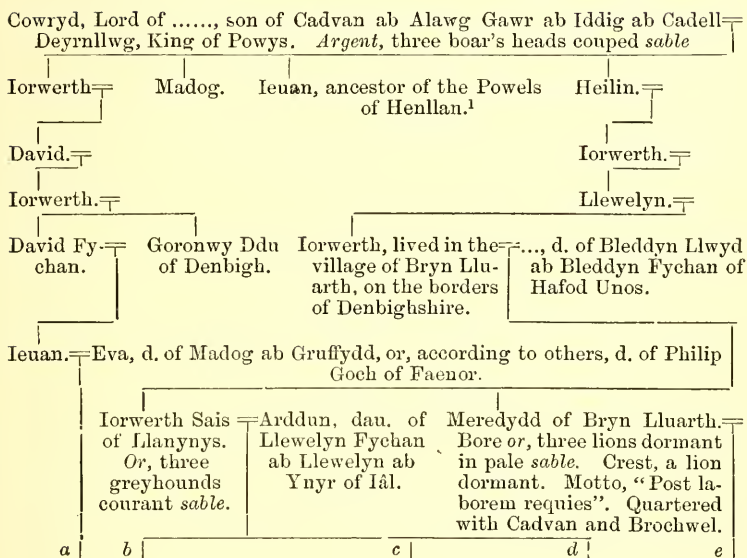 Cowryd, Lord of ......, son of Cadvan ab Alawg Gawr ab Iddig ab Cadell
Deyrnllwg, King of Powys. Argent, three boar's heads couped sable
Iorwerth Madog. Ieuan, ancestor of the Powels Heilin.
of Henllan.¹
David. Iorwerth.
Iorwerth. Llewelyn.
David Fy- Goronwy Ddu Iorwerth, lived in the ..., d. of Bleddyn Llwyd
chan. of Denbigh. village of Bryn Llu- ab Bleddyn Fychan of
arth, on the borders Hafod Unos.
of Denbighshire.
Ieuan. Eva, d. of Madog ab Gruffydd, or, according to others, d. of Philip
Goch of Faenor.
Iorwerth Sais Arddun, dau. of Meredydd of Bryn Lluarth.
of Llanynys. Llewelyn Fychan Bore or, three lions dormant
Or, three ab Llewelyn ab in pale sable. Crest, a lion
greyhounds Ynyr of Iâl. dormant. Motto, "Post la-
courant sable. borem requies". Quartered
with Cadvan and Brochwel.
a b c d e